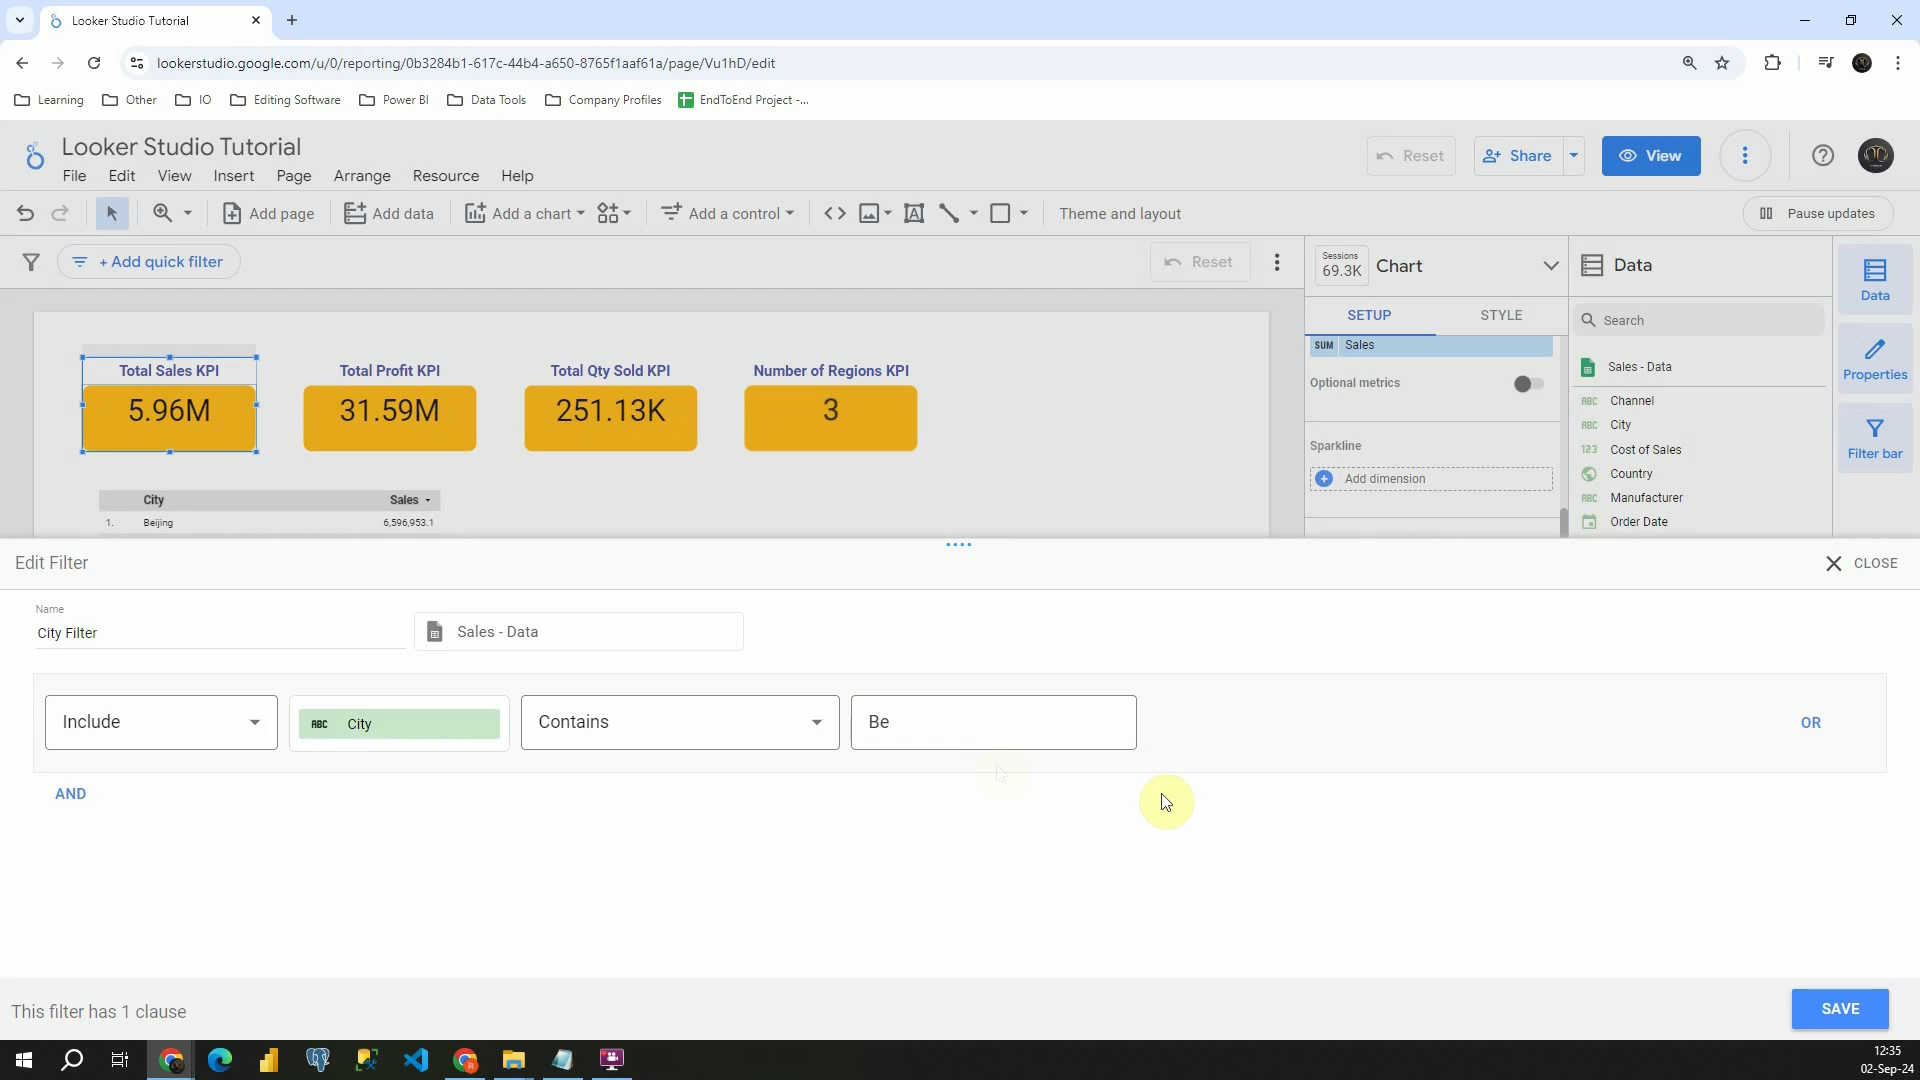 Looker Studio Tutorial
lookerstudio.google.com/u/0/reporting/0b3284b1-617c-44b4-a650-8765f1aaf61a/page/Vu1hD/edit
Learning Other IO Editing Software Power BI Data Tools Company Profiles EndToEnd Project -...
Looker Studio Tutorial
Reset Share View
File Edit View Insert Page Arrange Resource Help
Add page Add data Add a chart Add a control Theme and layout Pause updates
+ Add quick filter Reset
Sessions
69.3K Chart
Data
Data
SETUP STYLE
Search
SUM Sales
Sales - Data
Optional metrics
Properties
Total Sales KPI Total Profit KPI Total Qty Sold KPI Number of Regions KPI
5.96M 31.59M 251.13K 3
ABC Channel
ABC City
Sparkline
123 Cost of Sales
Filter bar
Add dimension
Country
City Sales
ABC Manufacturer
1. Beijing 6,596,953.1
Order Date
Edit Filter
CLOSE
Name
City Filter
Sales - Data
Include ABC City Contains Be OR
AND
This filter has 1 clause
SAVE
12:35
02-Sep-24